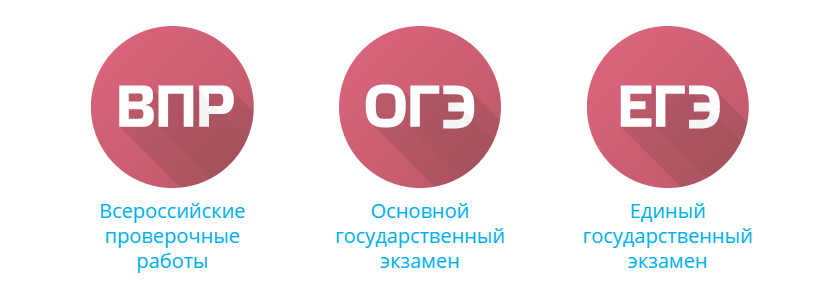 ВПР
Всероссийские
проверочные
работы
ОГЭ
Основной
государственный
экзамен
ЕГЭ
Единый
государственный
экзамен